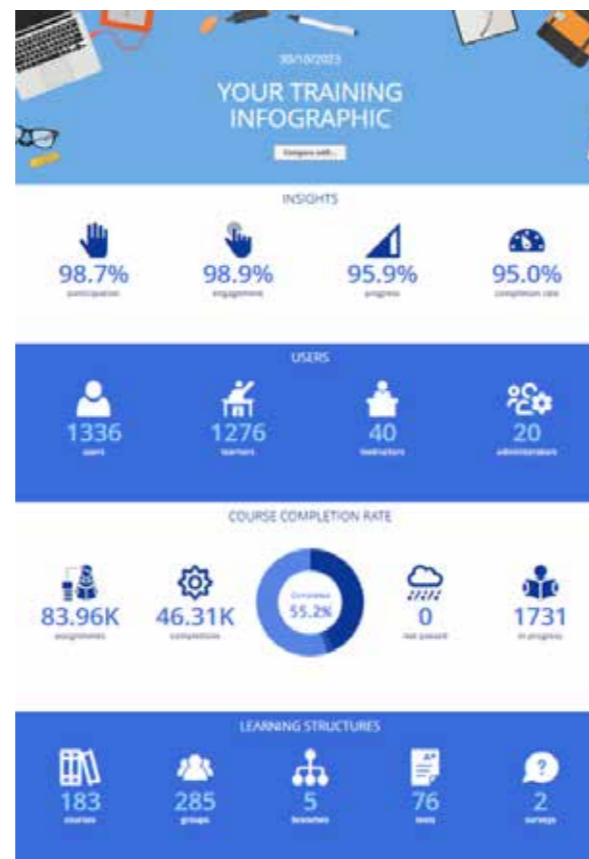 30/10/2023
YOUR TRAINING
INFOGRAPHIC
Compare with...
INSIGHTS
98.7% 98.9% 95.9% 95.0%
participation engagement progress completion rate
USERS
1336 1276 40 20
users learners instructors administrators
COURSE COMPLETION RATE
83.96K 46.31K Completed 55.2% 0 1731
assignments completions not passed in progress
LEARNING STRUCTURES
A+
?
183 285 5 76 2
courses groups branches tests surveys